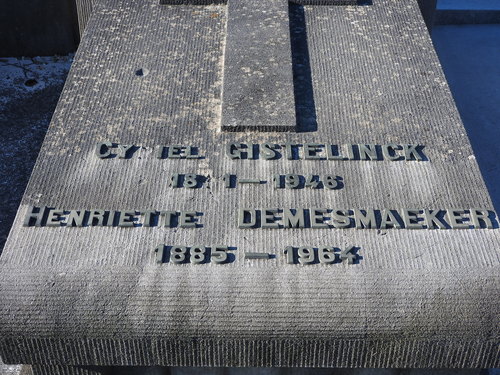 GISTELINCK
1946
HENRIETTE DEMESMAEKER
1885 – 1964